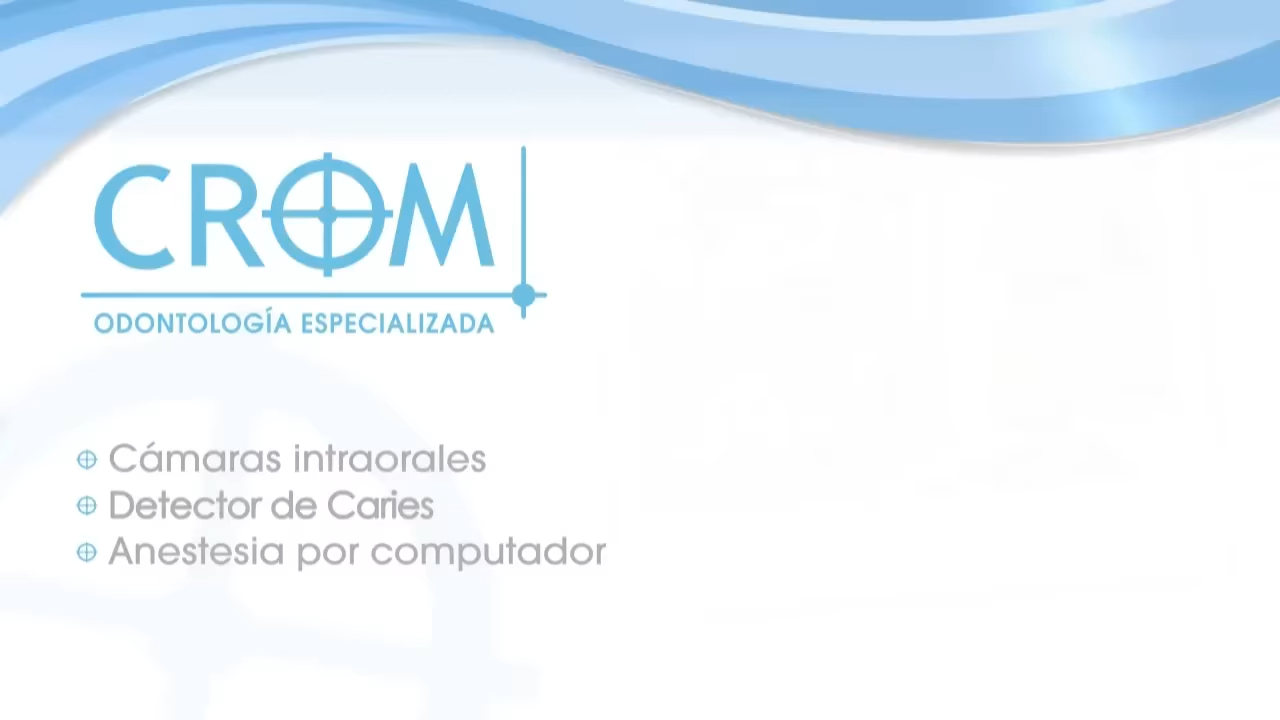 CROM
ODONTOLOGÍA ESPECIALIZADA
Cámaras intraorales
Detector de Caries
Anestesia por computador